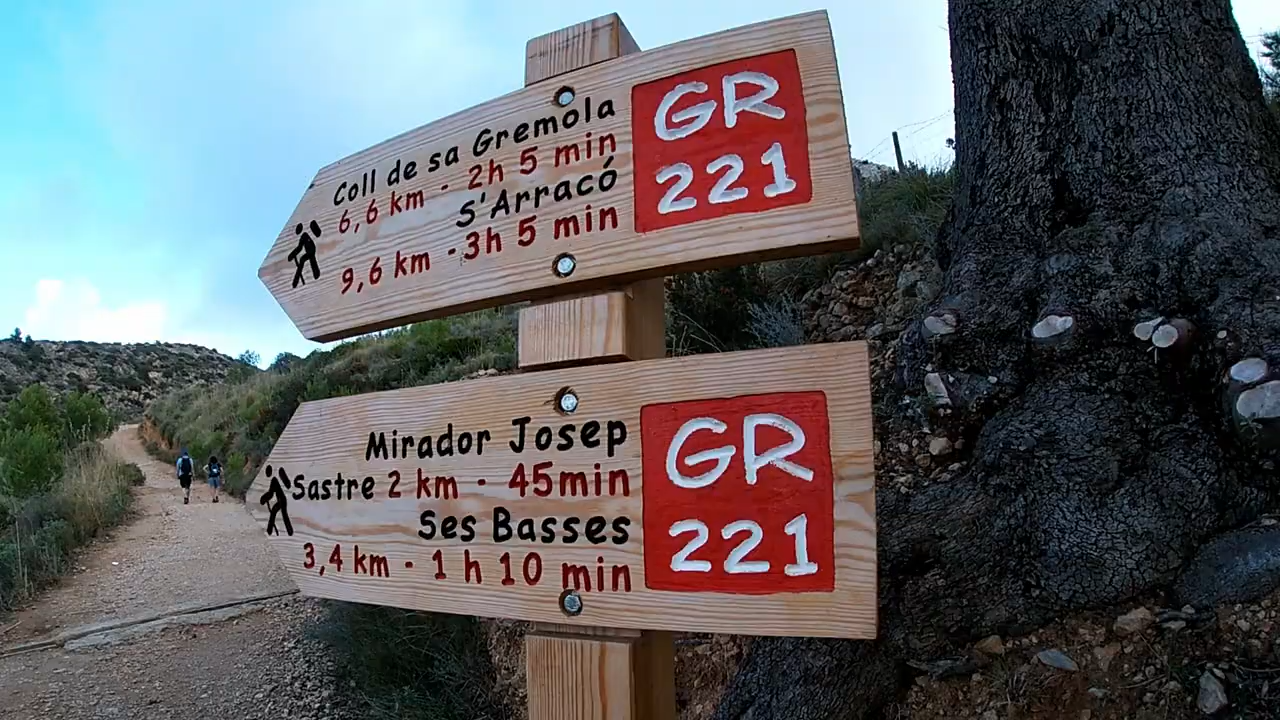 Coll de sa Gremola
6,6 km - 2h 5 min
S'Arracó
9,6 km - 3h 5 min
GR
221
Mirador Josep
Sastre 2 km - 45min
Ses Basses
3,4 km - 1 h 10 min
GR
221